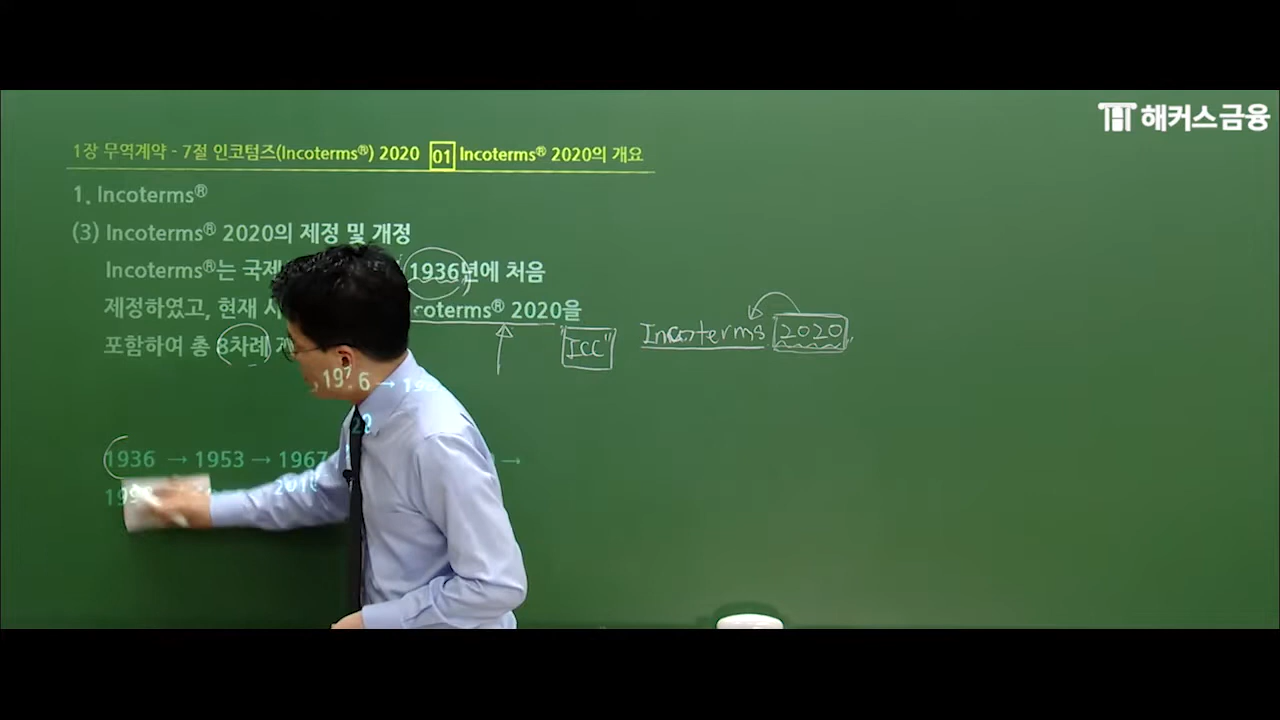 해커스금융
1장 무역계약 - 7절 인코텀즈(Incoterms®) 2020 01 Incoterms® 2020의 개요
1. Incoterms®
(3) Incoterms® 2020의 제정 및 개정
Incoterms®는 국제 1936년에 처음
제정하였고, 현재 coterms® 2020을
포함하여 총 8차례
"ICC" Incoterms 2020
1936 → 1953 → 1967 →